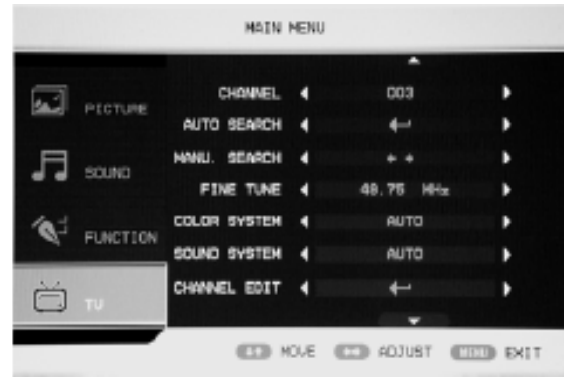 MAIN MENU
PICTURE
SOUND
FUNCTION
TV
CHANNEL 003
AUTO SEARCH
MANU. SEARCH
FINE TUNE 48.75 MHz
COLOR SYSTEM AUTO
SOUND SYSTEM AUTO
CHANNEL EDIT
MOVE ADJUST MENU EXIT